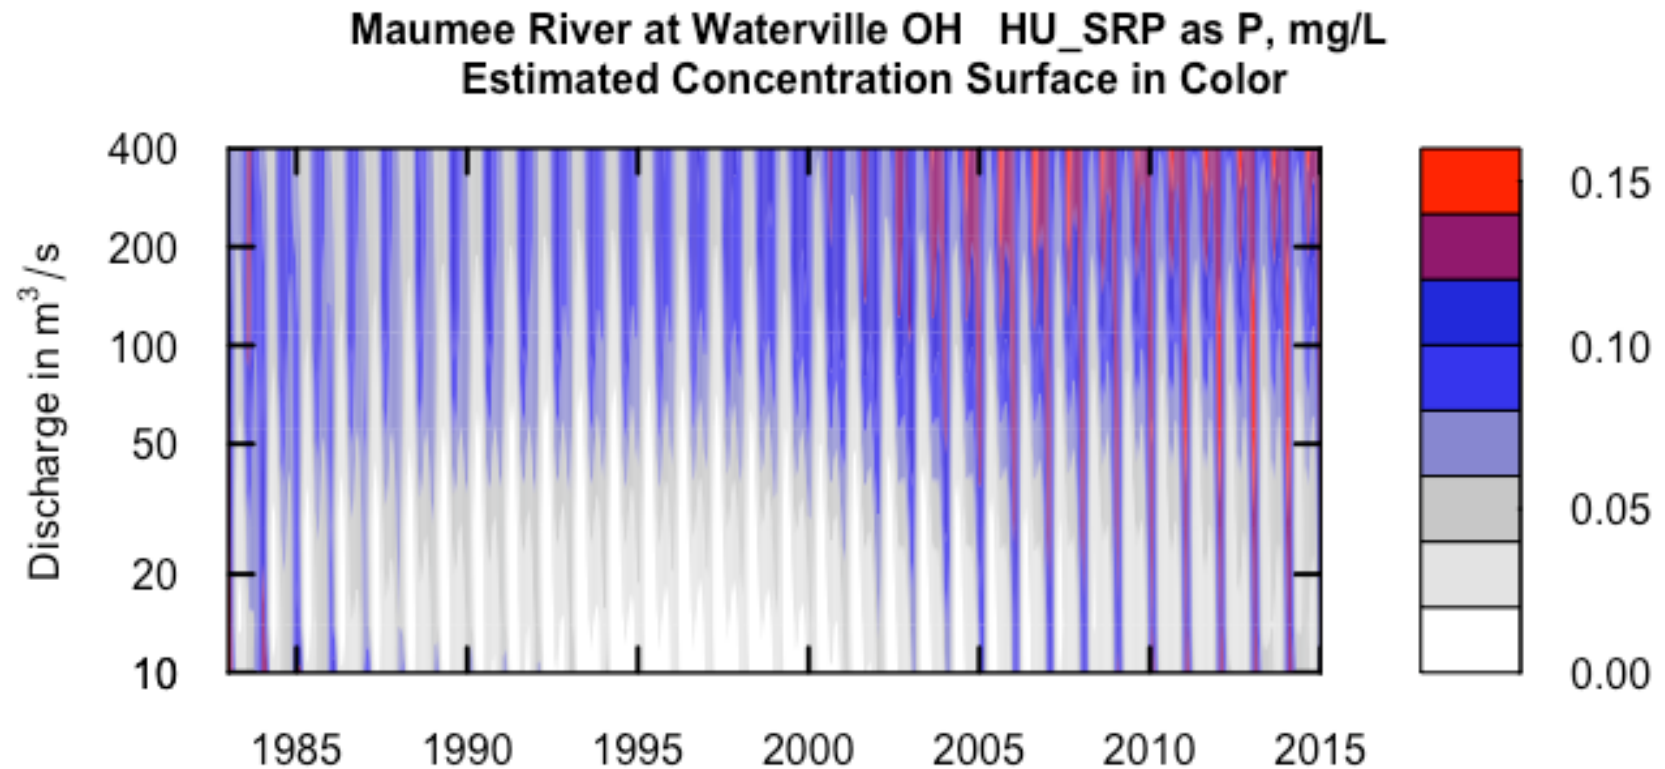 Maumee River at Waterville OH   HU_SRP as P, mg/L
Estimated Concentration Surface in Color
Discharge in m³/s
400
200
100
50
20
10
1985 1990 1995 2000 2005 2010 2015
0.15
0.10
0.05
0.00